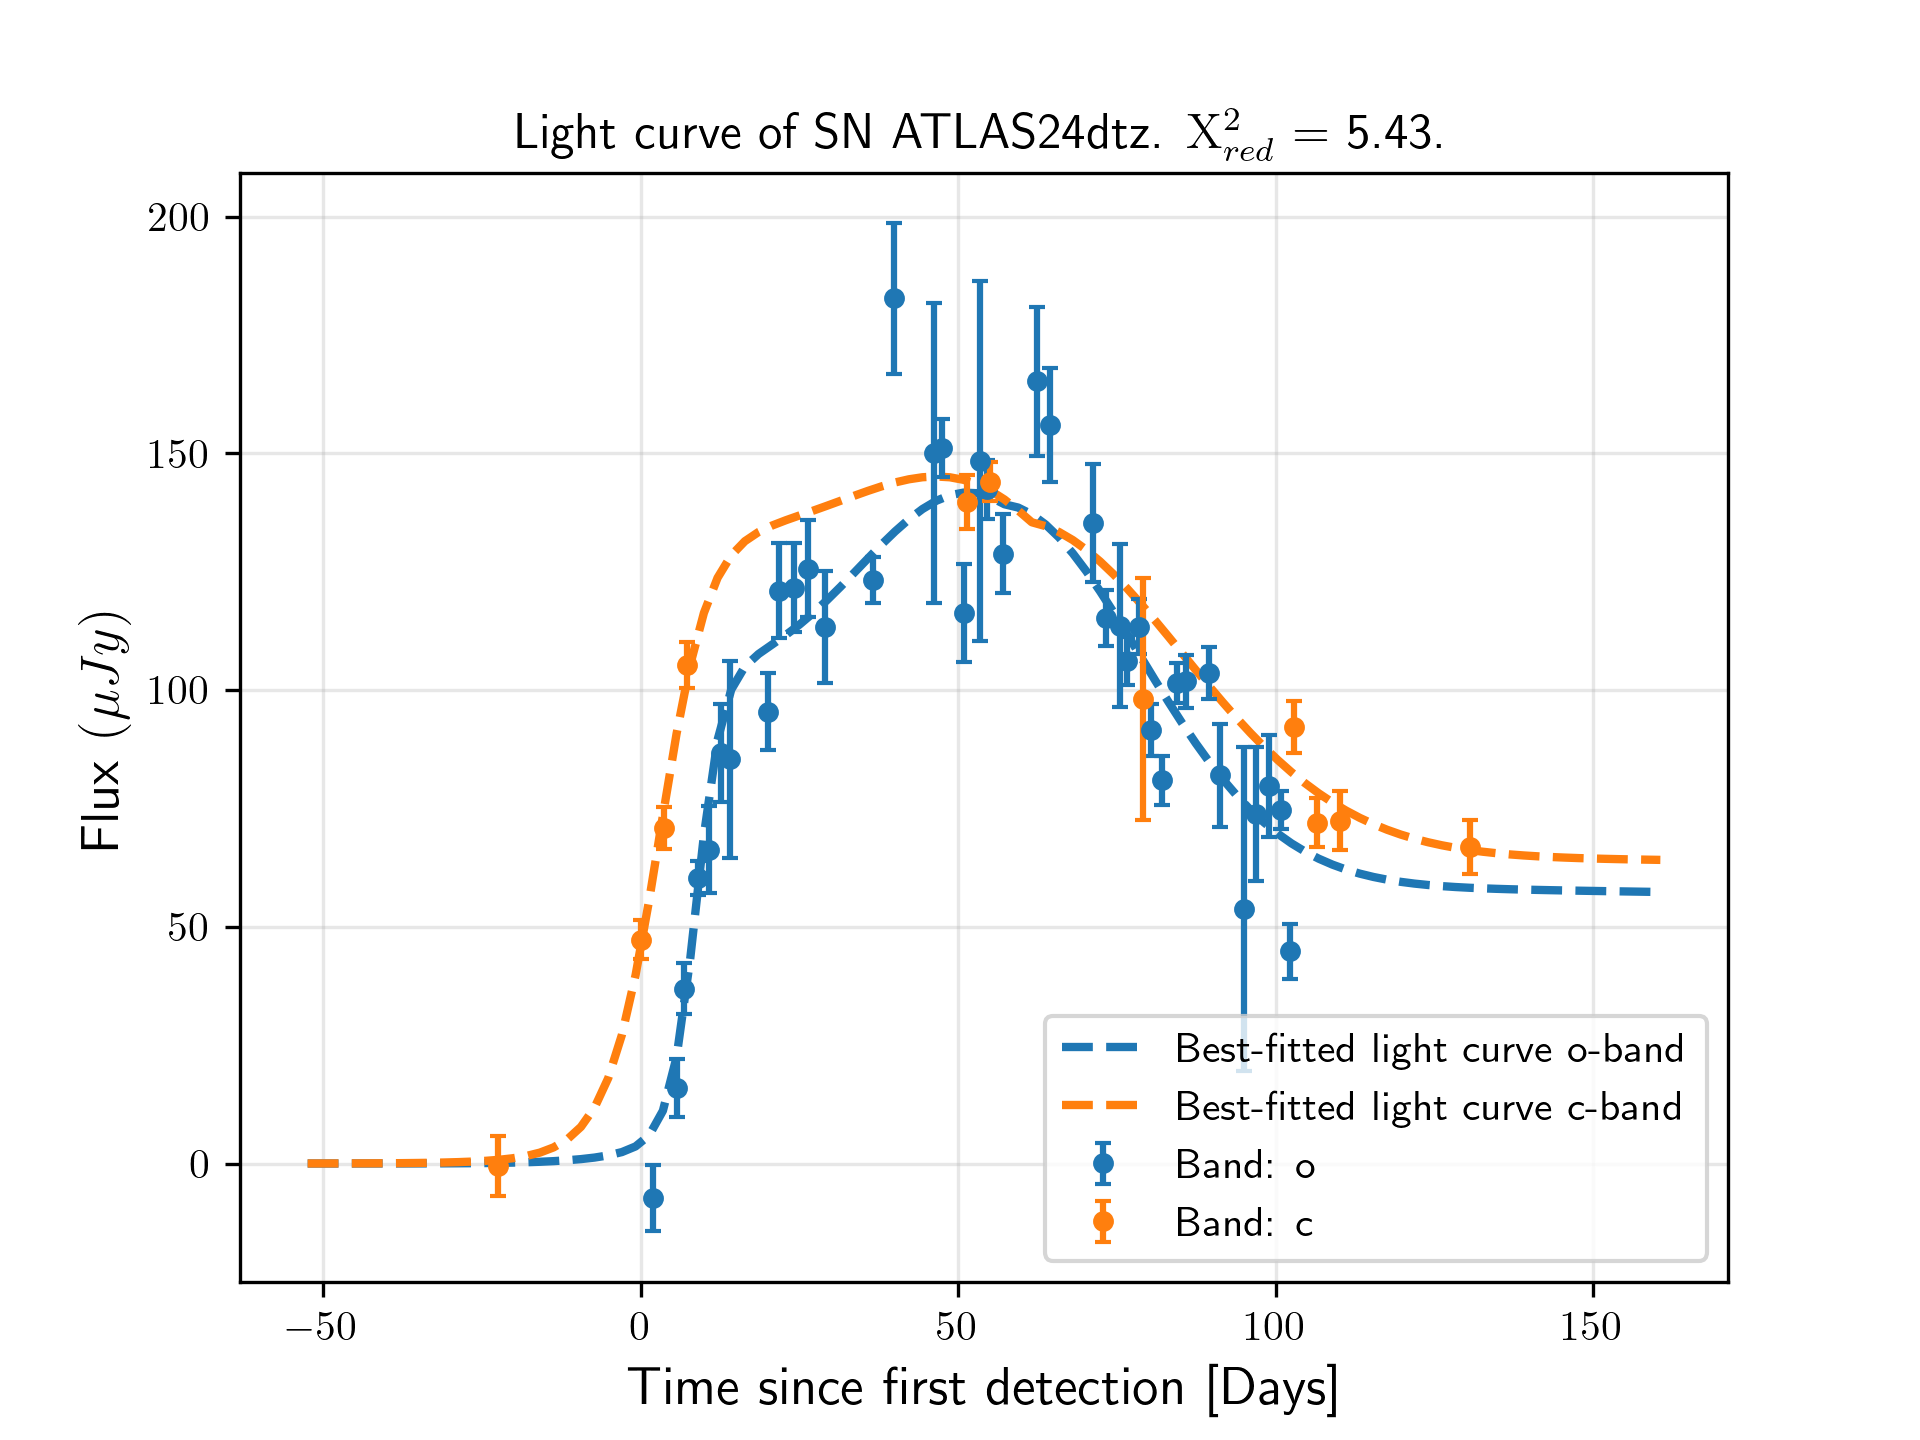 Light curve of SN ATLAS24dtz. X²_red = 5.43.
200
150
100
50
0
Flux (μJy)
−50
0
50
100
150
Time since first detection [Days]
Best-fitted light curve o-band
Best-fitted light curve c-band
Band: o
Band: c